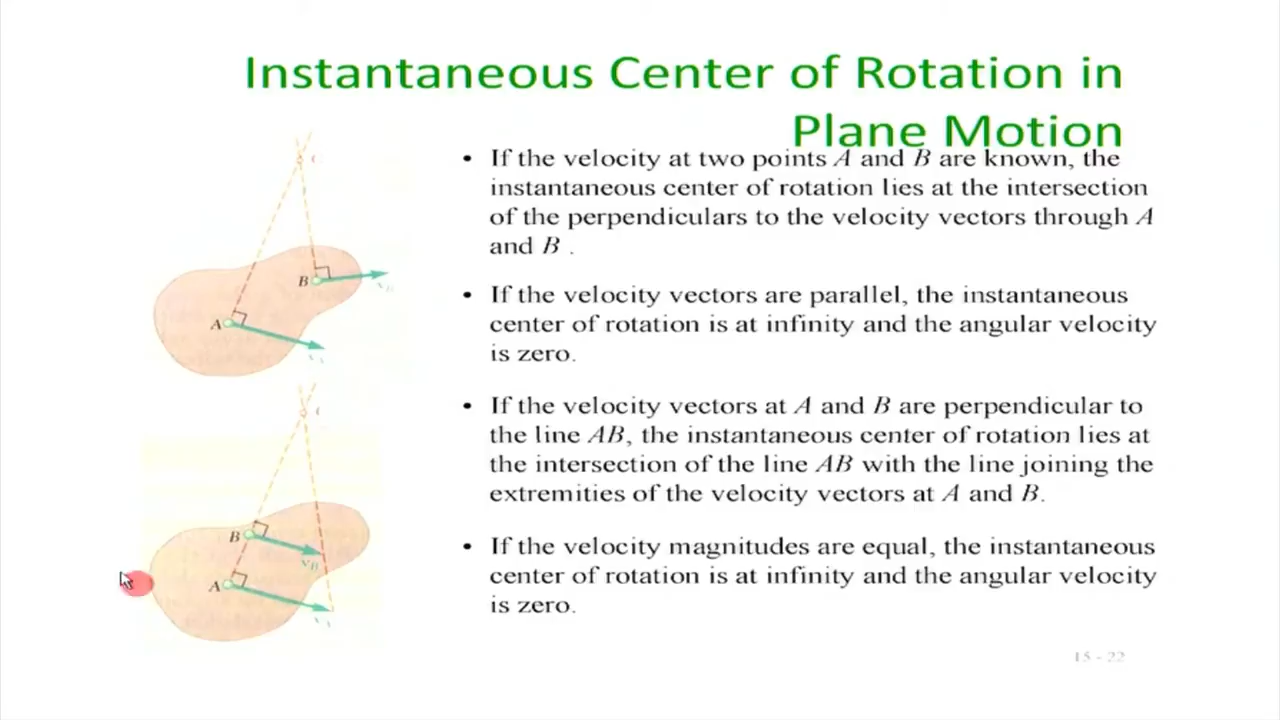 Instantaneous Center of Rotation in
Plane Motion
• If the velocity at two points A and B are known, the
instantaneous center of rotation lies at the intersection
of the perpendiculars to the velocity vectors through A
and B .
• If the velocity vectors are parallel, the instantaneous
center of rotation is at infinity and the angular velocity
is zero.
• If the velocity vectors at A and B are perpendicular to
the line AB, the instantaneous center of rotation lies at
the intersection of the line AB with the line joining the
extremities of the velocity vectors at A and B.
• If the velocity magnitudes are equal, the instantaneous
center of rotation is at infinity and the angular velocity
is zero.
C
B
A
B
vB
A
15 - 22